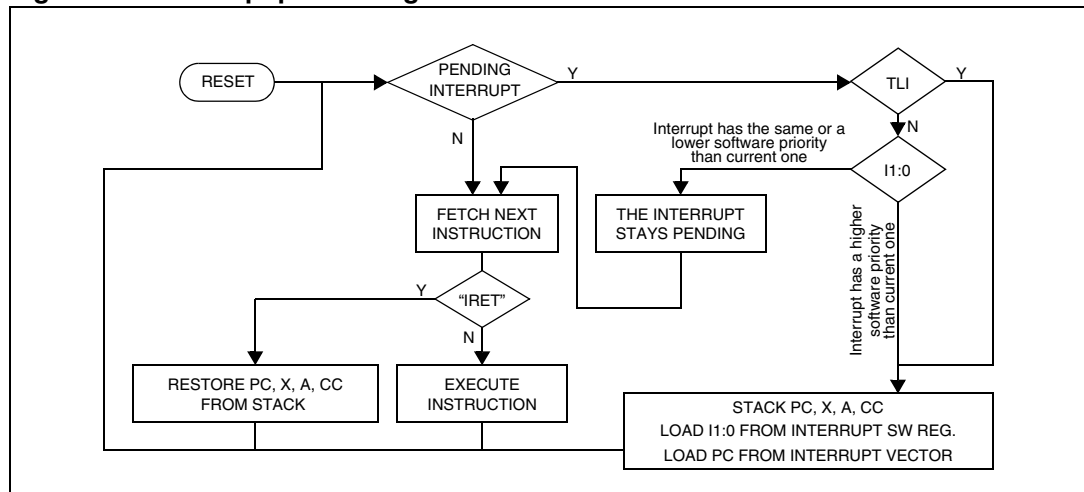 RESET
PENDING
INTERRUPT
Y
N
TLI
Y
N
Interrupt has the same or a
lower software priority
than current one
I1:0
FETCH NEXT
INSTRUCTION
THE INTERRUPT
STAYS PENDING
Interrupt has a higher
software priority
than current one
Y
“IRET”
N
RESTORE PC, X, A, CC
FROM STACK
EXECUTE
INSTRUCTION
STACK PC, X, A, CC
LOAD I1:0 FROM INTERRUPT SW REG.
LOAD PC FROM INTERRUPT VECTOR